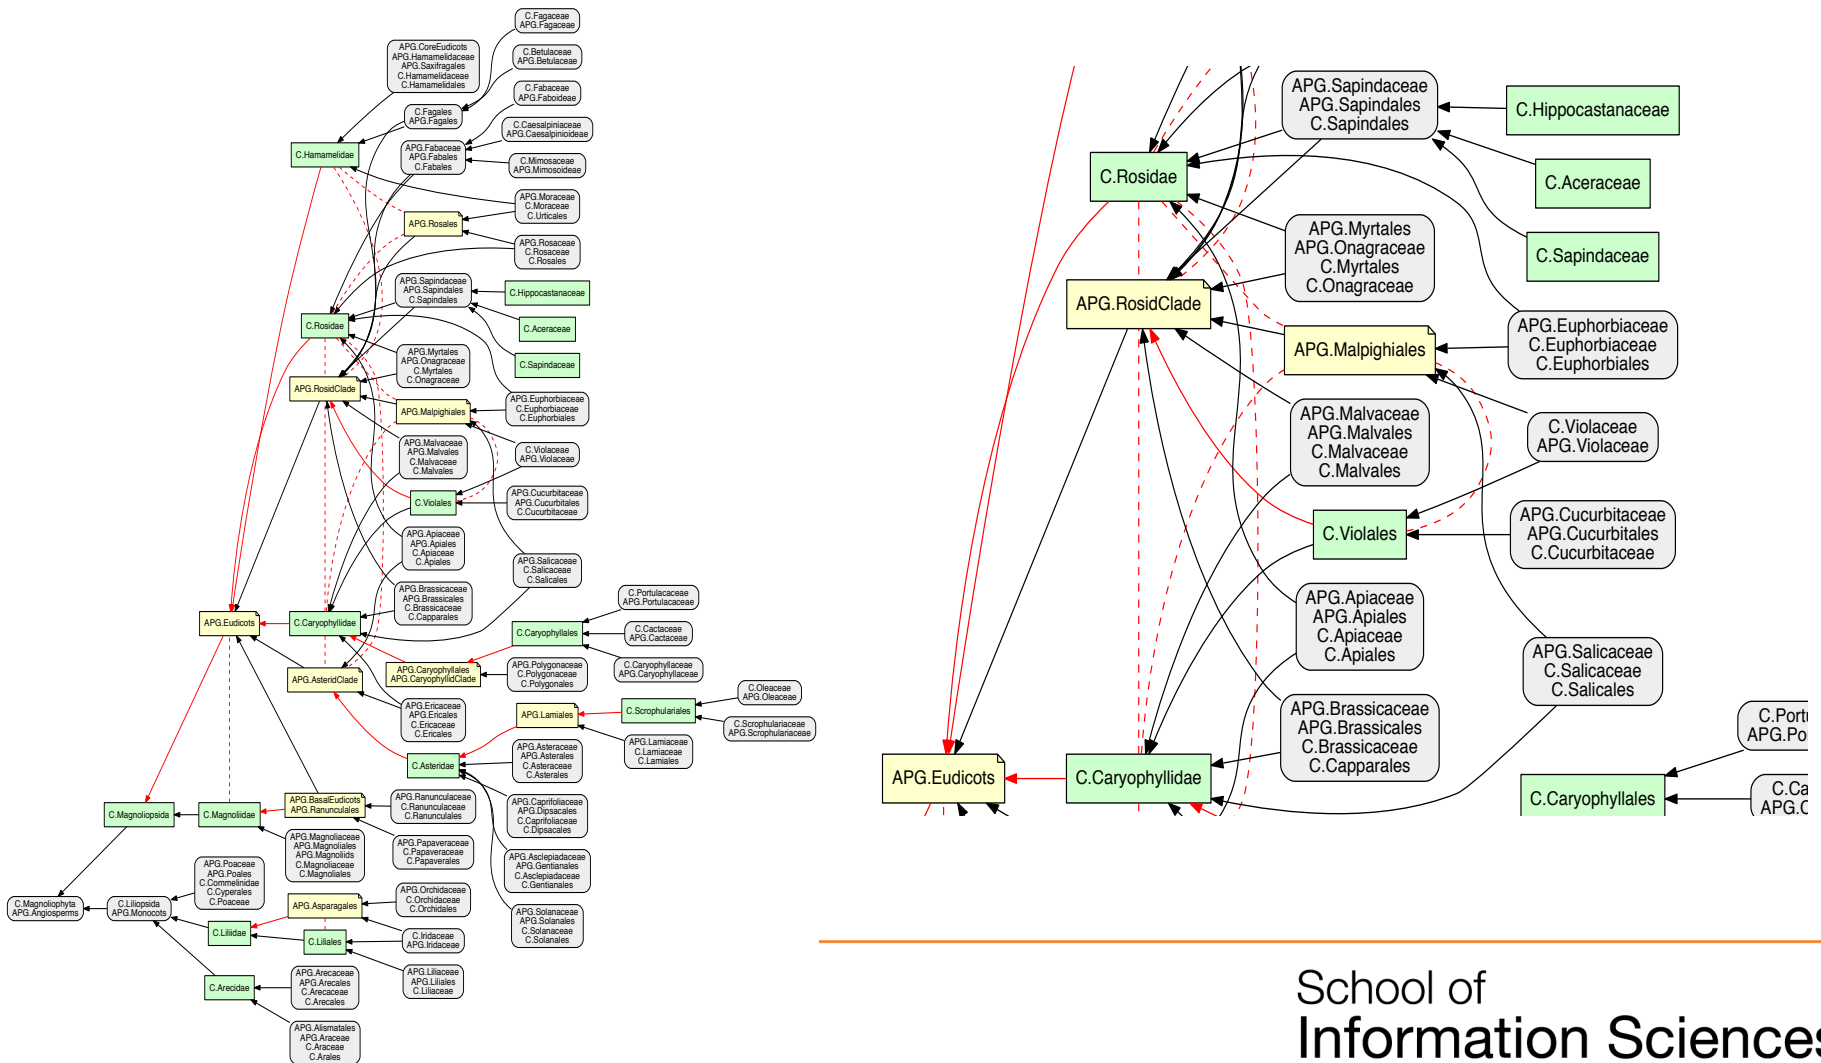 C.Fagaceae
APG.Fagaceae
APG.CoreEudicots
APG.Hamamelidaceae
APG.Saxifragales
C.Hamamelidaceae
C.Hamamelidales
C.Betulaceae
APG.Betulaceae
C.Fabaceae
APG.Faboideae
C.Fagales
APG.Fagales
C.Caesalpiniaceae
APG.Caesalpinioideae
C.Hamamelidae
APG.Fabaceae
APG.Fabales
C.Fabales
C.Mimosaceae
APG.Mimosoideae
APG.Moraceae
C.Moraceae
C.Urticales
APG.Rosales
APG.Rosaceae
C.Rosaceae
C.Rosales
APG.Sapindaceae
APG.Sapindales
C.Sapindales
C.Hippocastanaceae
C.Rosidae
C.Aceraceae
APG.Myrtales
APG.Onagraceae
C.Myrtales
C.Onagraceae
C.Sapindaceae
APG.RosidClade
APG.Malpighiales
APG.Euphorbiaceae
C.Euphorbiaceae
C.Euphorbiales
APG.Malvaceae
APG.Malvales
C.Malvaceae
C.Malvales
C.Violaceae
APG.Violaceae
C.Violales
APG.Cucurbitaceae
APG.Cucurbitales
C.Cucurbitaceae
APG.Apiaceae
APG.Apiales
C.Apiaceae
C.Apiales
APG.Salicaceae
C.Salicaceae
C.Salicales
APG.Brassicaceae
APG.Brassicales
C.Brassicaceae
C.Capparales
C.Portulacaceae
APG.Portulacaceae
APG.Eudicots
C.Caryophyllidae
C.Caryophyllales
C.Cactaceae
APG.Cactaceae
APG.AsteridClade
APG.Caryophyllales
APG.CaryophyllidClade
APG.Polygonaceae
C.Polygonaceae
C.Polygonales
C.Caryophyllaceae
APG.Caryophyllaceae
C.Oleaceae
APG.Oleaceae
APG.Ericaceae
APG.Ericales
C.Ericaceae
C.Ericales
APG.Lamiales
C.Scrophulariales
C.Scrophulariaceae
APG.Scrophulariaceae
APG.Lamiaceae
C.Lamiaceae
C.Lamiales
C.Asteridae
APG.Asteraceae
APG.Asterales
C.Asteraceae
C.Asterales
C.Magnoliopsida
C.Magnoliidae
APG.BasalEudicots
APG.Ranunculales
APG.Ranunculaceae
C.Ranunculaceae
C.Ranunculales
APG.Caprifoliaceae
APG.Dipsacales
C.Caprifoliaceae
C.Dipsacales
APG.Magnoliaceae
APG.Magnoliales
APG.Magnoliids
C.Magnoliaceae
C.Magnoliales
APG.Papaveraceae
C.Papaveraceae
C.Papaverales
APG.Asclepiadaceae
APG.Gentianales
C.Asclepiadaceae
C.Gentianales
APG.Poaceae
APG.Poales
C.Commelinidae
C.Cyperales
C.Poaceae
C.Magnoliophyta
APG.Angiosperms
C.Liliopsida
APG.Monocots
APG.Asparagales
APG.Orchidaceae
C.Orchidaceae
C.Orchidales
APG.Solanaceae
APG.Solanales
C.Solanaceae
C.Solanales
C.Liliidae
C.Liliales
C.Iridaceae
APG.Iridaceae
C.Arecidae
APG.Arecaceae
APG.Arecales
C.Arecaceae
C.Arecales
APG.Liliaceae
APG.Liliales
C.Liliaceae
APG.Alismatales
APG.Araceae
C.Araceae
C.Arales
APG.Sapindaceae
APG.Sapindales
C.Sapindales
C.Hippocastanaceae
C.Rosidae
C.Aceraceae
APG.Myrtales
APG.Onagraceae
C.Myrtales
C.Onagraceae
C.Sapindaceae
APG.RosidClade
APG.Malpighiales
APG.Euphorbiaceae
C.Euphorbiaceae
C.Euphorbiales
APG.Malvaceae
APG.Malvales
C.Malvaceae
C.Malvales
C.Violaceae
APG.Violaceae
C.Violales
APG.Cucurbitaceae
APG.Cucurbitales
C.Cucurbitaceae
APG.Apiaceae
APG.Apiales
C.Apiaceae
C.Apiales
APG.Salicaceae
C.Salicaceae
C.Salicales
APG.Brassicaceae
APG.Brassicales
C.Brassicaceae
C.Capparales
C.Portu
APG.Po
APG.Eudicots
C.Caryophyllidae
C.Caryophyllales
C.Ca
APG.C
School of
Information Sciences